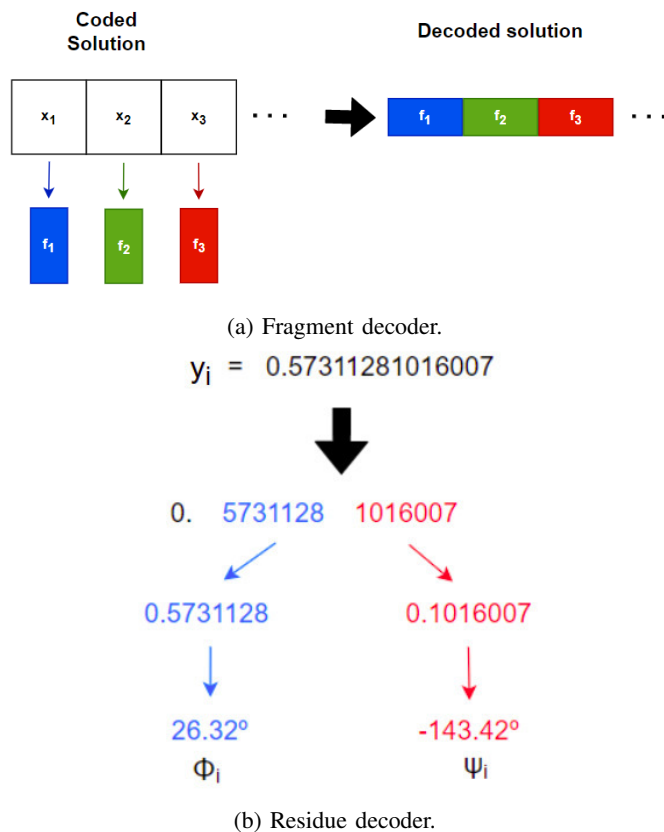 Coded
Solution
Decoded solution
x₁ x₂ x₃ · · ·
f₁ f₂ f₃ · · ·
f₁ f₂ f₃
(a) Fragment decoder.
yᵢ = 0.57311281016007
0. 5731128 1016007
0.5731128 0.1016007
26.32º -143.42º
Φᵢ Ψᵢ
(b) Residue decoder.